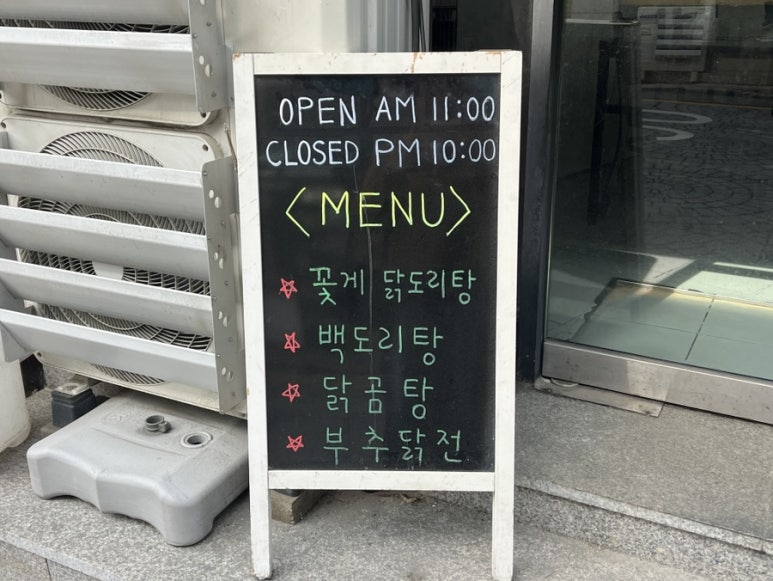 OPEN AM 11:00
CLOSED PM 10:00
<MENU>
꽃게 닭도리탕
백도리탕
닭곰탕
부추닭전